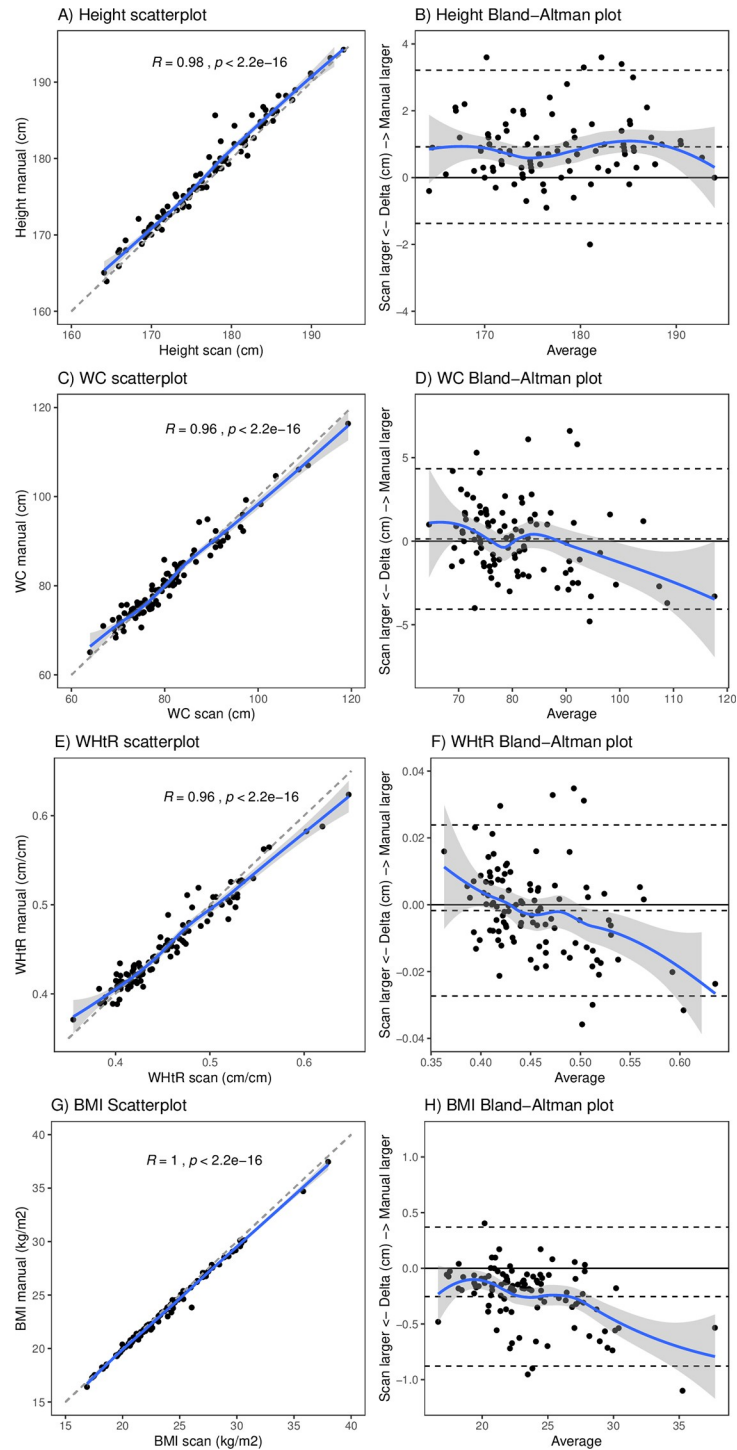 A) Height scatterplot
R = 0.98 , p < 2.2e−16
Height manual (cm)
190
180
170
160
160 170 180 190
Height scan (cm)
B) Height Bland−Altman plot
Scan larger <− Delta (cm) −> Manual larger
4
2
0
−2
−4
170 180 190
Average
C) WC scatterplot
R = 0.96 , p < 2.2e−16
WC manual (cm)
120
100
80
60
60 80 100 120
WC scan (cm)
D) WC Bland−Altman plot
Scan larger <− Delta (cm) −> Manual larger
5
0
−5
70 80 90 100 110 120
Average
E) WHtR scatterplot
R = 0.96 , p < 2.2e−16
WHtR manual (cm/cm)
0.6
0.5
0.4
0.4 0.5 0.6
WHtR scan (cm/cm)
F) WHtR Bland−Altman plot
Scan larger <− Delta (cm) −> Manual larger
0.04
0.02
0.00
−0.02
−0.04
0.35 0.40 0.45 0.50 0.55 0.60
Average
G) BMI Scatterplot
R = 1 , p < 2.2e−16
BMI manual (kg/m2)
40
35
30
25
20
15
15 20 25 30 35 40
BMI scan (kg/m2)
H) BMI Bland−Altman plot
Scan larger <− Delta (cm) −> Manual larger
1.0
0.5
0.0
−0.5
−1.0
20 25 30 35
Average